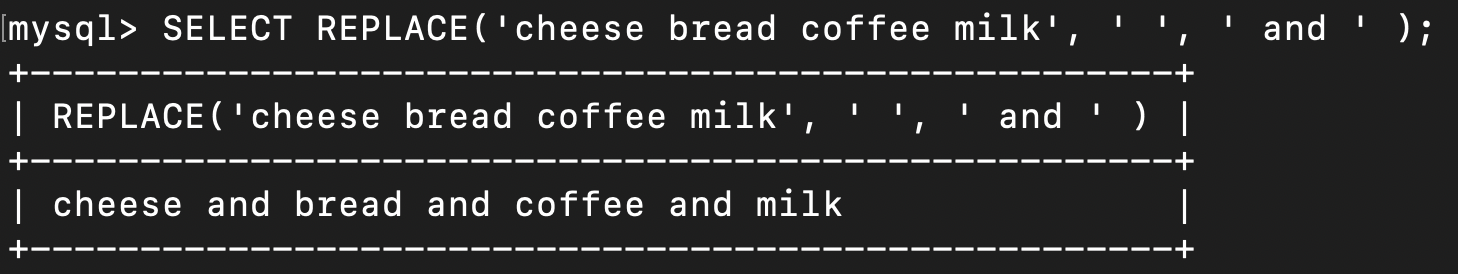 mysql> SELECT REPLACE('cheese bread coffee milk', ' ', ' and ' );
+----------------------------------------------------+
| REPLACE('cheese bread coffee milk', ' ', ' and ' ) |
+----------------------------------------------------+
| cheese and bread and coffee and milk               |
+----------------------------------------------------+